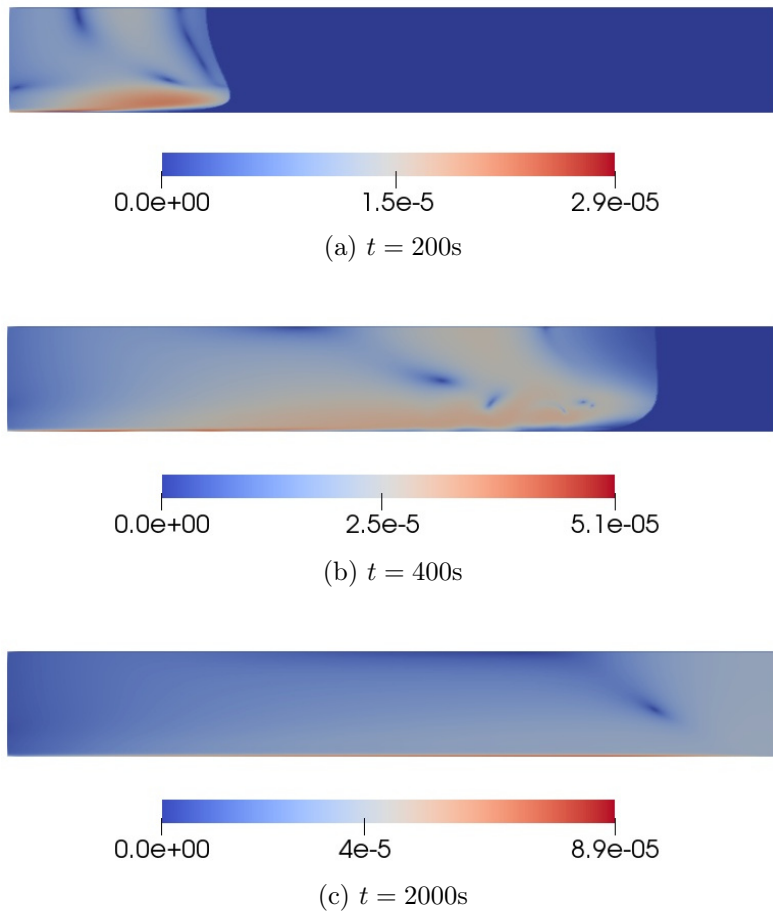 0.0e+00 1.5e-5 2.9e-05
(a) t = 200s
0.0e+00 2.5e-5 5.1e-05
(b) t = 400s
0.0e+00 4e-5 8.9e-05
(c) t = 2000s